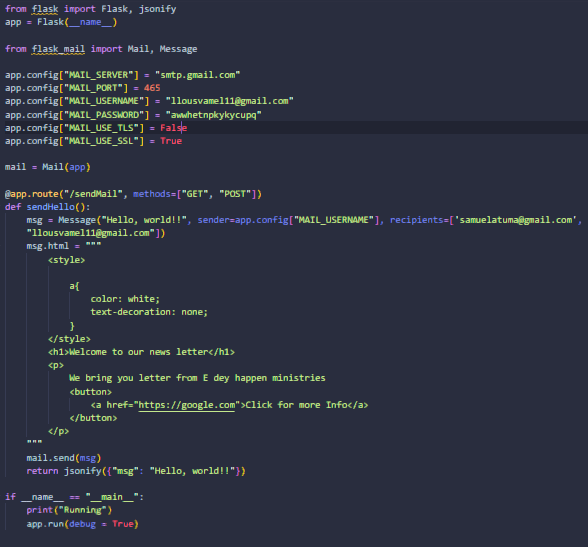 from flask import Flask, jsonify
app = Flask(__name__)
from flask_mail import Mail, Message
app.config["MAIL_SERVER"] = "smtp.gmail.com"
app.config["MAIL_PORT"] = 465
app.config["MAIL_USERNAME"] = "llousvamel11@gmail.com"
app.config["MAIL_PASSWORD"] = "awwhetnpkykycupq"
app.config["MAIL_USE_TLS"] = False
app.config["MAIL_USE_SSL"] = True
mail = Mail(app)
@app.route("/sendMail", methods=["GET", "POST"])
def sendHello():
msg = Message("Hello, world!!", sender=app.config["MAIL_USERNAME"], recipients=['samuelatuma@gmail.com',
"llousvamel11@gmail.com"])
msg.html = """
<style>
a{
color: white;
text-decoration: none;
}
</style>
<h1>Welcome to our news letter</h1>
<p>
We bring you letter from E dey happen ministries
<button>
<a href="https://google.com">Click for more Info</a>
</button>
</p>
"""
mail.send(msg)
return jsonify({"msg": "Hello, world!!"})
if __name__ == "__main__":
print("Running")
app.run(debug = True)